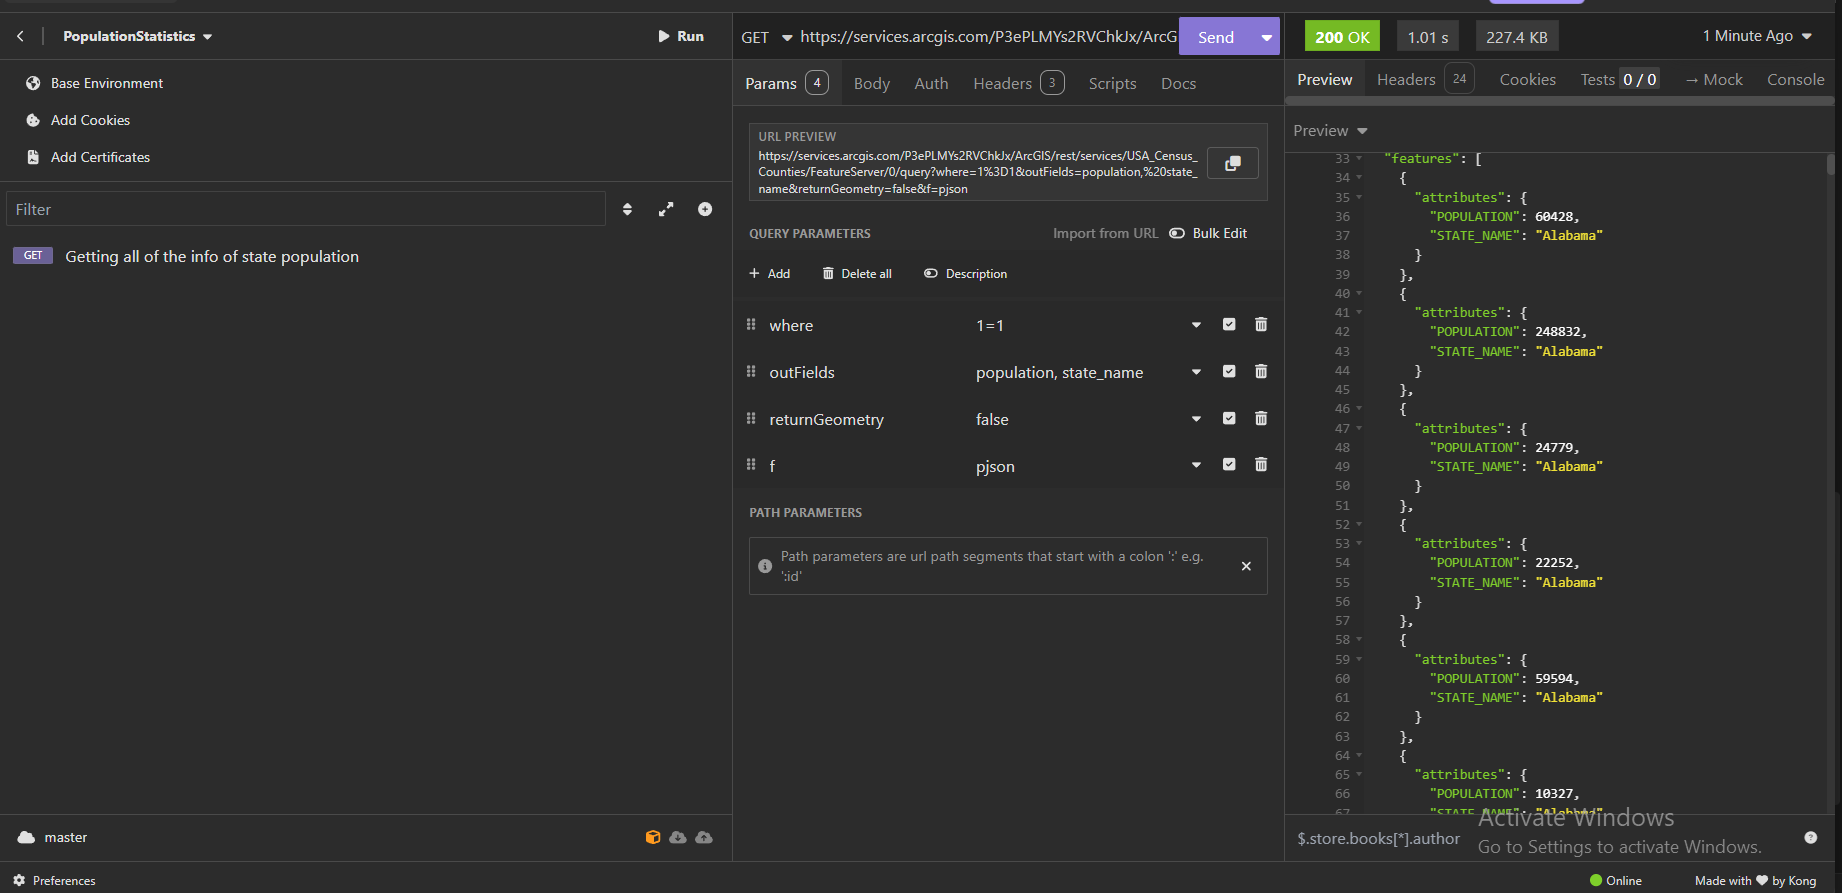 PopulationStatistics
Run
Base Environment
Add Cookies
Add Certificates
Filter
GET Getting all of the info of state population
master
Preferences
GET https://services.arcgis.com/P3ePLMYs2RVChkJx/ArcG
Send
Params 4 Body Auth Headers 3 Scripts Docs
URL PREVIEW
https://services.arcgis.com/P3ePLMYs2RVChkJx/ArcGIS/rest/services/USA_Census_
Counties/FeatureServer/0/query?where=1%3D1&outFields=population,%20state_
name&returnGeometry=false&f=pjson
QUERY PARAMETERS Import from URL Bulk Edit
+ Add Delete all Description
where 1=1
outFields population, state_name
returnGeometry false
f pjson
PATH PARAMETERS
Path parameters are url path segments that start with a colon ':' e.g.
':id'
200 OK 1.01 s 227.4 KB 1 Minute Ago
Preview Headers 24 Cookies Tests 0 / 0 → Mock Console
Preview
33 "features": [
34 {
35 "attributes": {
36 "POPULATION": 60428,
37 "STATE_NAME": "Alabama"
38 }
39 },
40 {
41 "attributes": {
42 "POPULATION": 248832,
43 "STATE_NAME": "Alabama"
44 }
45 },
46 {
47 "attributes": {
48 "POPULATION": 24779,
49 "STATE_NAME": "Alabama"
50 }
51 },
52 {
53 "attributes": {
54 "POPULATION": 22252,
55 "STATE_NAME": "Alabama"
56 }
57 },
58 {
59 "attributes": {
60 "POPULATION": 59594,
61 "STATE_NAME": "Alabama"
62 }
63 },
64 {
65 "attributes": {
66 "POPULATION": 10327,
67 "STATE_NAME": "Alabama"
$.store.books[*].author
Activate Windows
Go to Settings to activate Windows.
Online
Made with ♥ by Kong